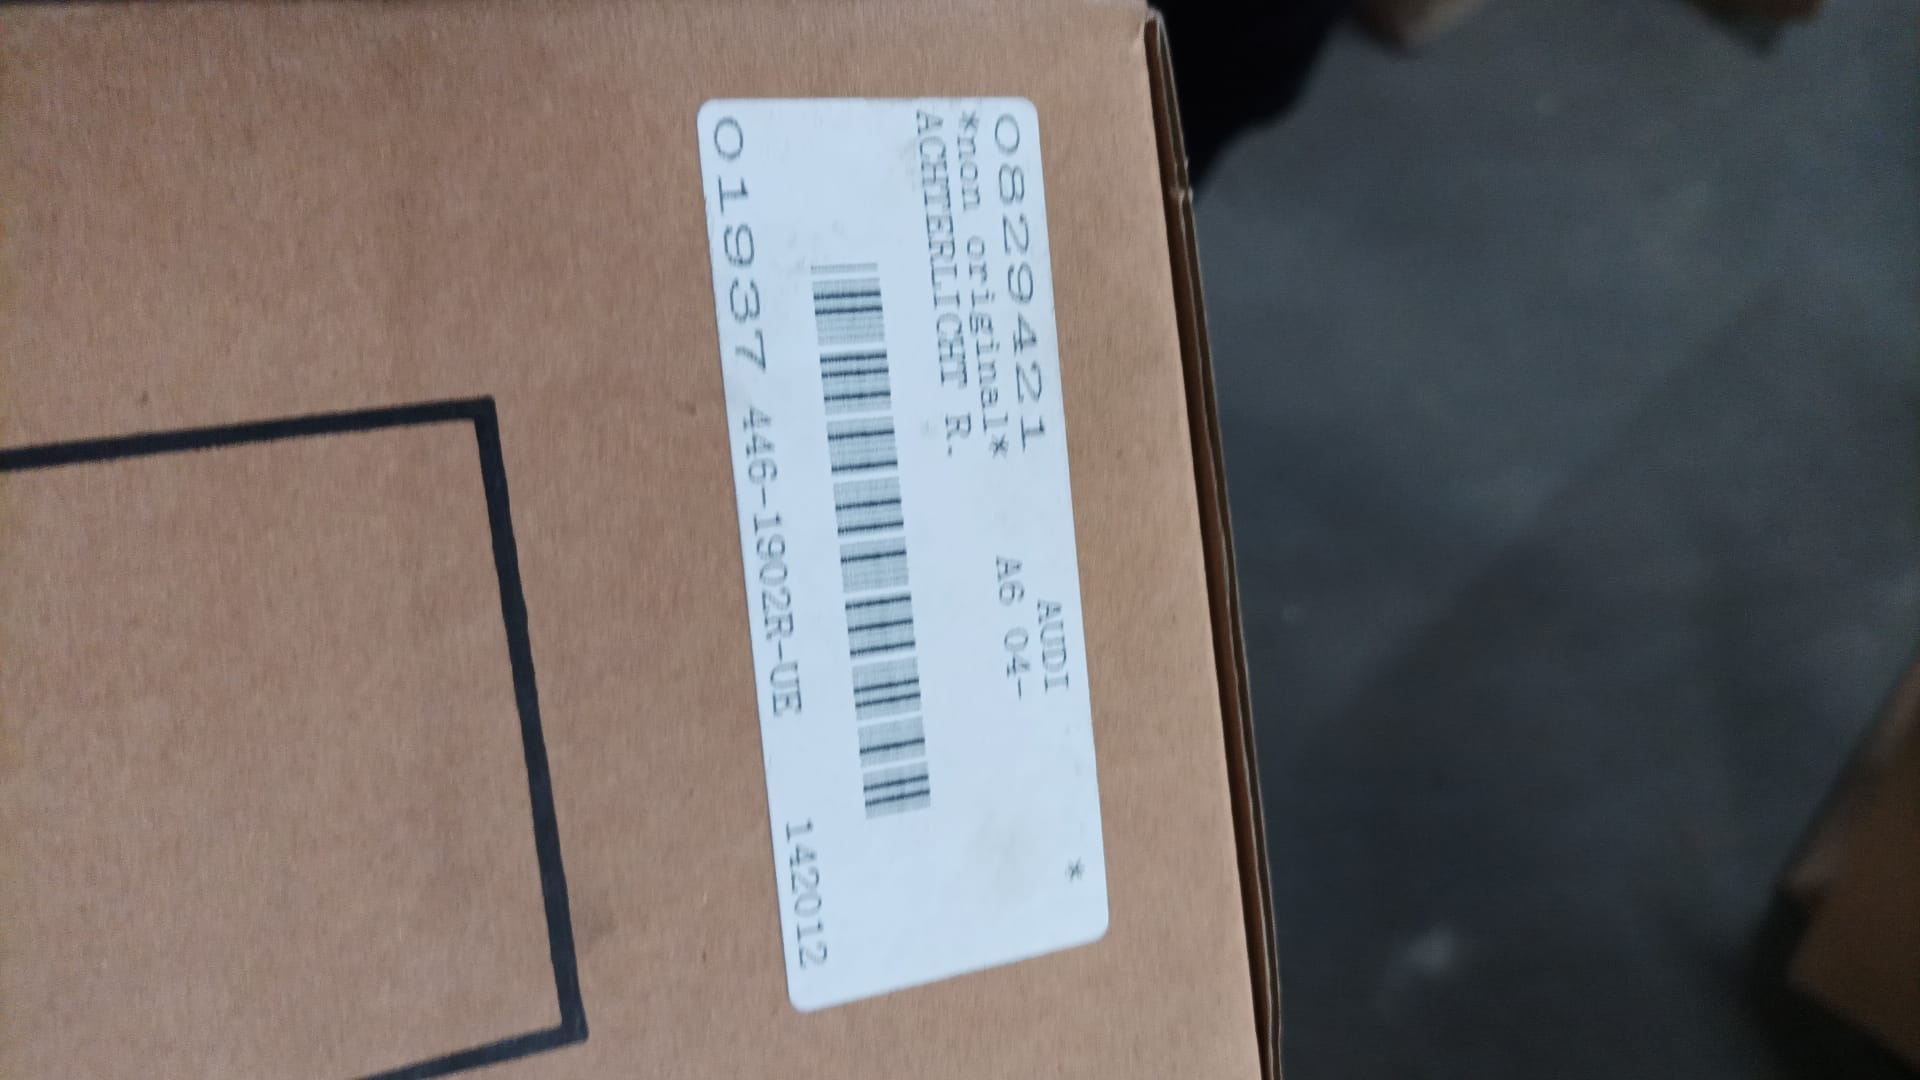 0829421 AUDI *
*non original* A6 04-
ACHTERLICHT R.
01937 446-1902R-UE 142012